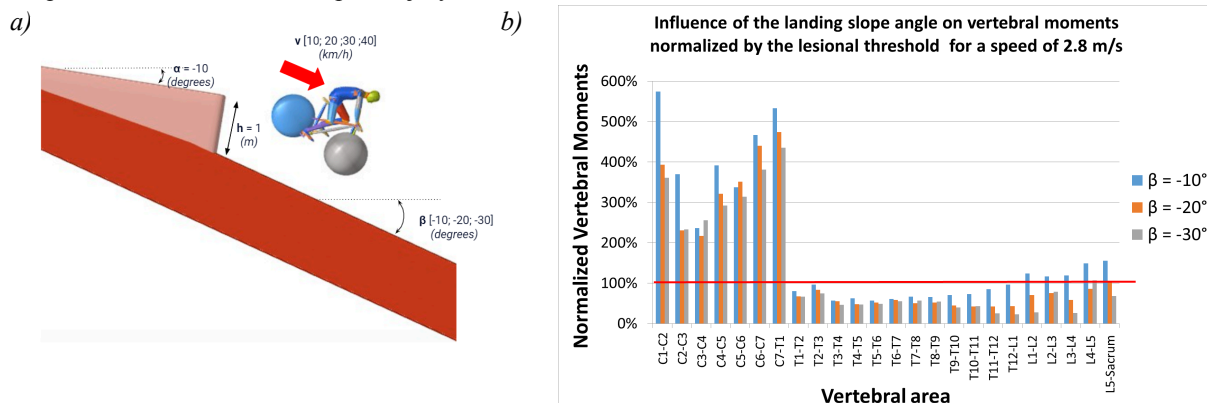 a)
v [10; 20 ;30 ;40]
(km/h)
α = -10
(degrees)
h = 1
(m)
β [-10; -20; -30]
(degrees)
b)
Influence of the landing slope angle on vertebral moments
normalized by the lesional threshold for a speed of 2.8 m/s
Normalized Vertebral Moments
600%
500%
400%
300%
200%
100%
0%
C1-C2
C2-C3
C3-C4
C4-C5
C5-C6
C6-C7
C7-T1
T1-T2
T2-T3
T3-T4
T4-T5
T5-T6
T6-T7
T7-T8
T8-T9
T9-T10
T10-T11
T11-T12
T12-L1
L1-L2
L2-L3
L3-L4
L4-L5
L5-Sacrum
Vertebral area
β = -10°
β = -20°
β = -30°